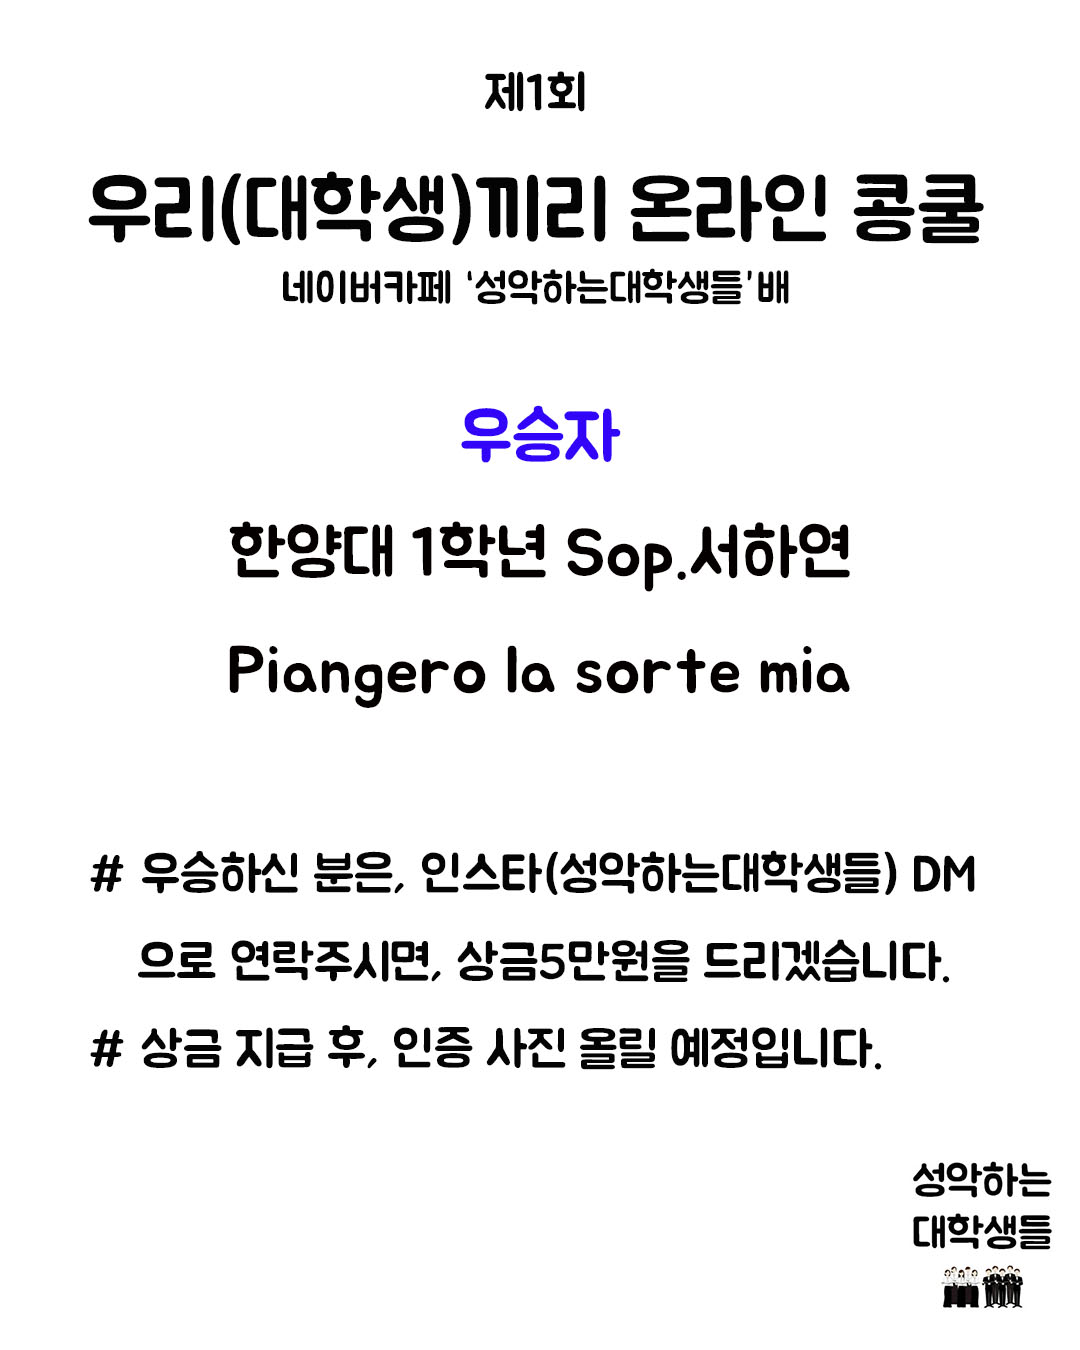 제1회
우리(대학생)끼리 온라인 콩쿨
네이버카페 '성악하는대학생들'배
우승자
한양대 1학년 Sop.서하연
Piangero la sorte mia
# 우승하신 분은, 인스타(성악하는대학생들) DM
으로 연락주시면, 상금5만원을 드리겠습니다.
# 상금 지급 후, 인증 사진 올릴 예정입니다.
성악하는
대학생들